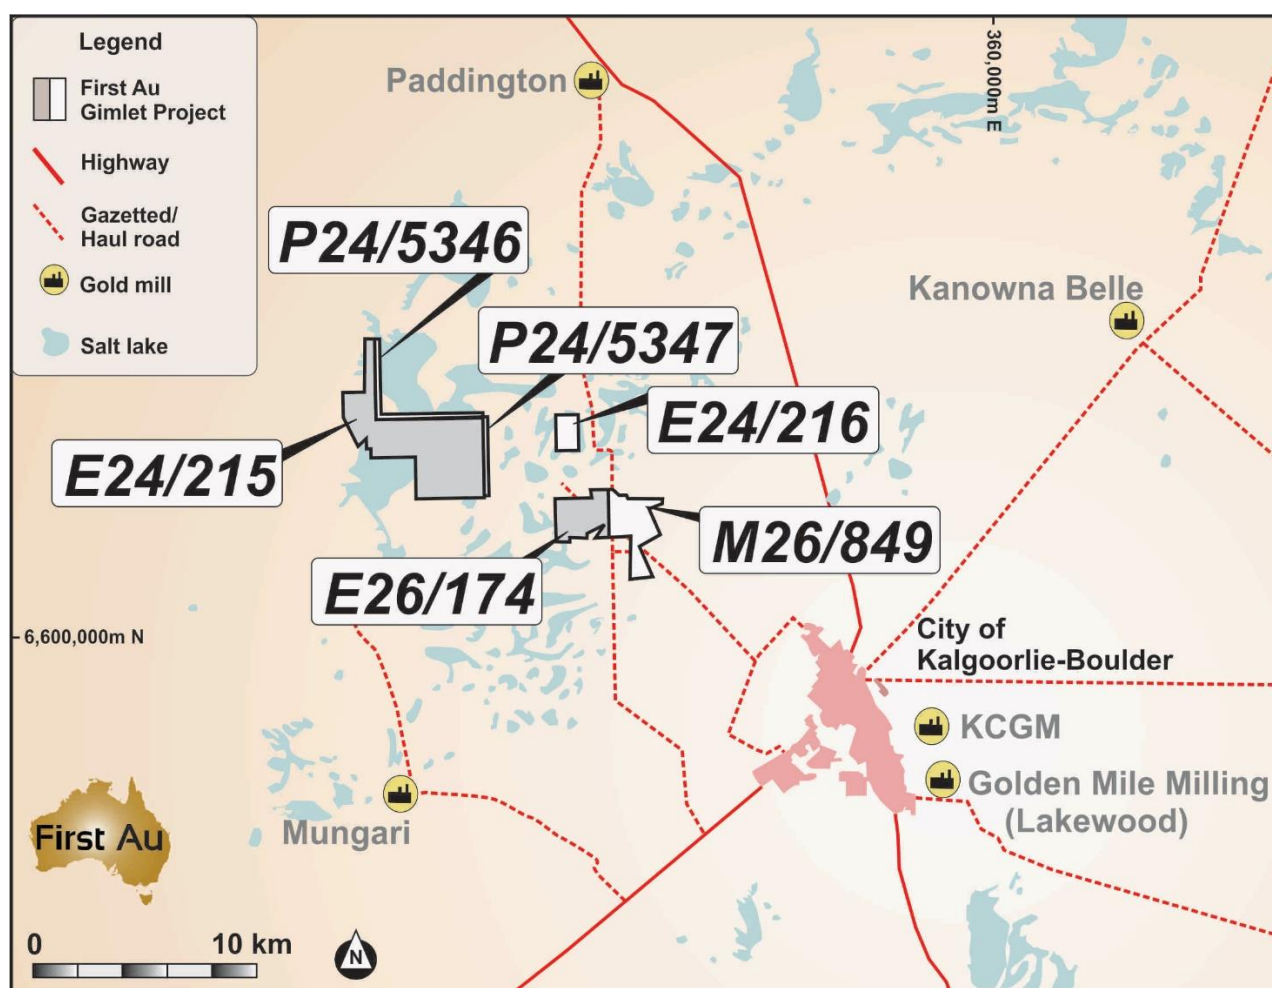 Legend
First Au
Gimlet Project
Highway
Gazetted/
Haul road
Gold mill
Salt lake
Paddington
360,000m E
P24/5346
Kanowna Belle
P24/5347
E24/216
E24/215
M26/849
E26/174
6,600,000m N
City of
Kalgoorlie-Boulder
KCGM
Golden Mile Milling
(Lakewood)
Mungari
First Au
0 10 km
N